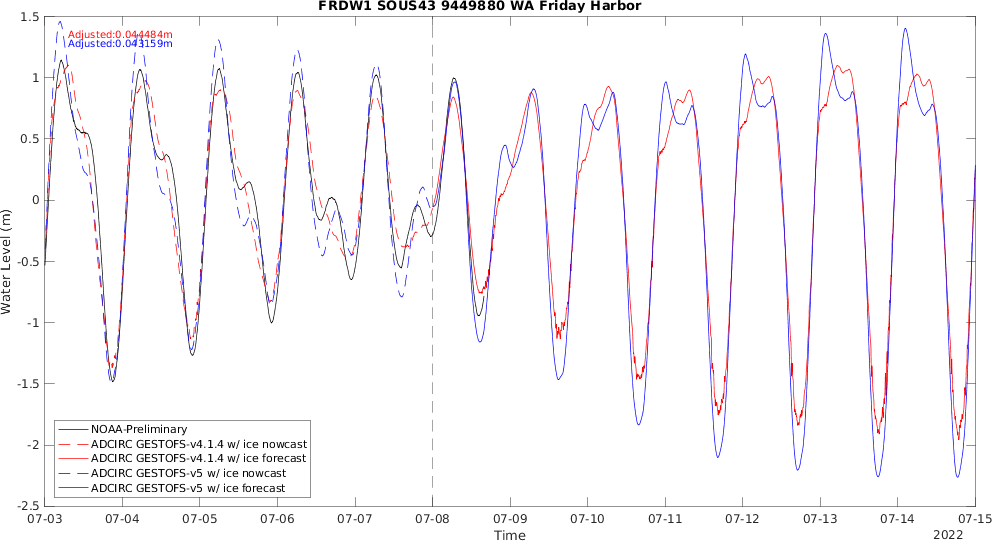 FRDW1 SOUS43 9449880 WA Friday Harbor
Adjusted:0.044484m
Adjusted:0.043159m
1.5
1
0.5
0
-0.5
-1
-1.5
-2
-2.5
Water Level (m)
NOAA-Preliminary
ADCIRC GESTOFS-v4.1.4 w/ ice nowcast
ADCIRC GESTOFS-v4.1.4 w/ ice forecast
ADCIRC GESTOFS-v5 w/ ice nowcast
ADCIRC GESTOFS-v5 w/ ice forecast
07-03 07-04 07-05 07-06 07-07 07-08 07-09 07-10 07-11 07-12 07-13 07-14 07-15
Time
2022